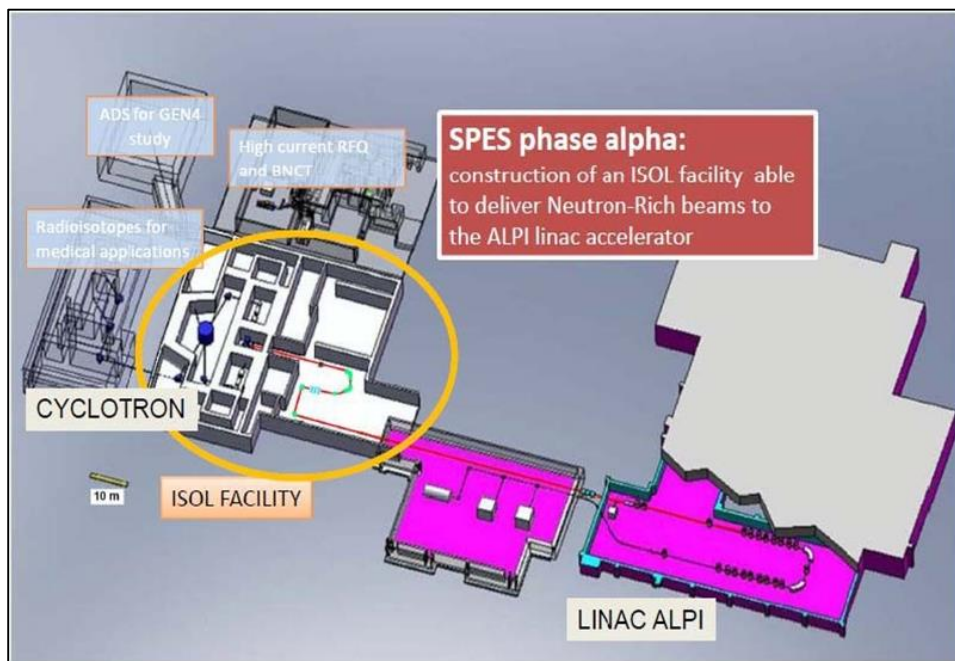 ADS for GEN4
study
High current RFQ
and BNCT
SPES phase alpha:
construction of an ISOL facility able
to deliver Neutron-Rich beams to
the ALPI linac accelerator
Radioisotopes for
medical applications
CYCLOTRON
10 m
ISOL FACILITY
LINAC ALPI